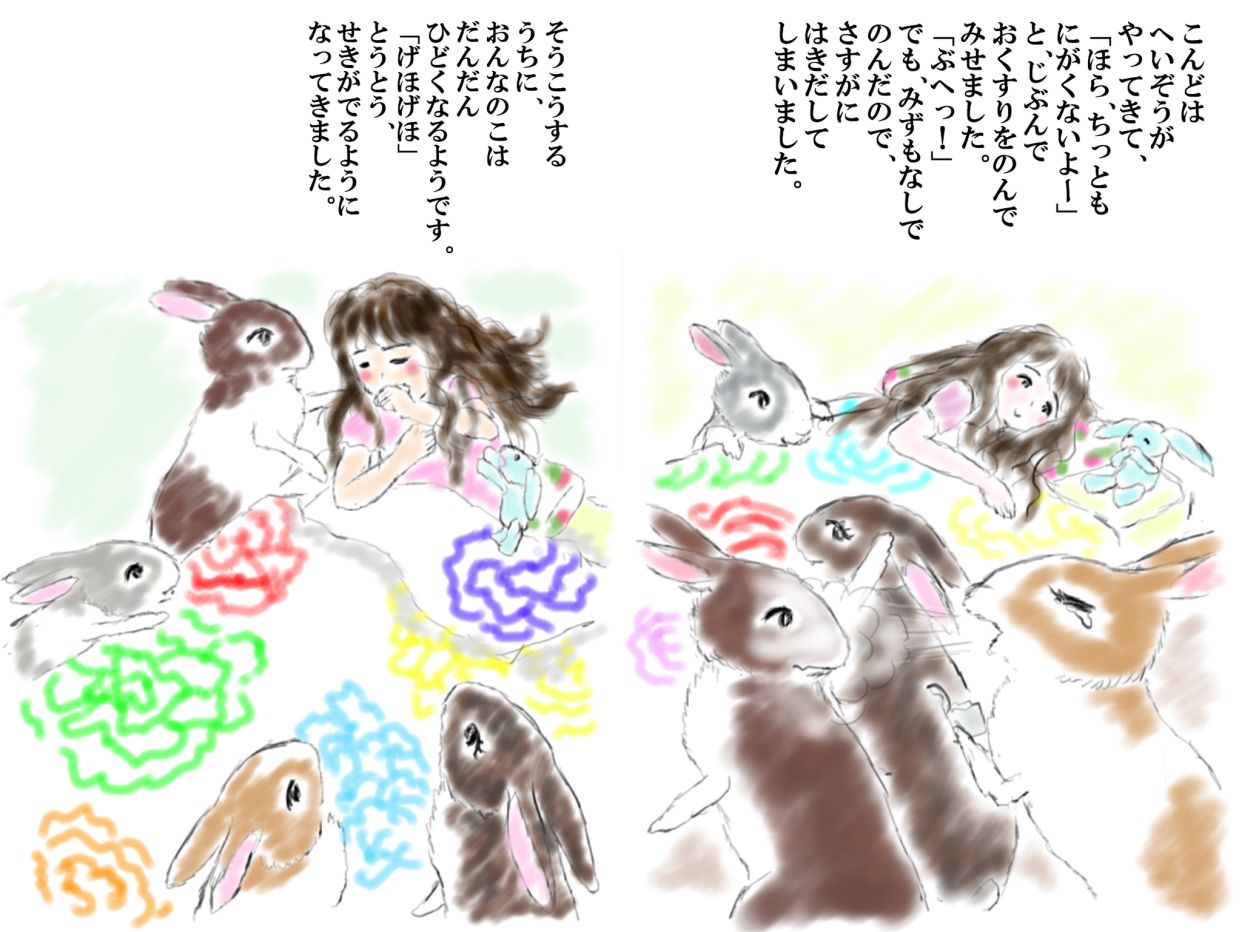 こんどは
へいぞうが
やってきて、
「ほら、ちっとも
にがくないよー」
と、じぶんで
おくすりをのんで
みせました。
「ぶへっ！」
でも、みずもなしで
のんだので、
さすがに
はきだして
しまいました。
そうこうする
うちに、
おんなのこは
だんだん
ひどくなるようです。
「げほげほ」
とうとう、
せきがでるように
なってきました。